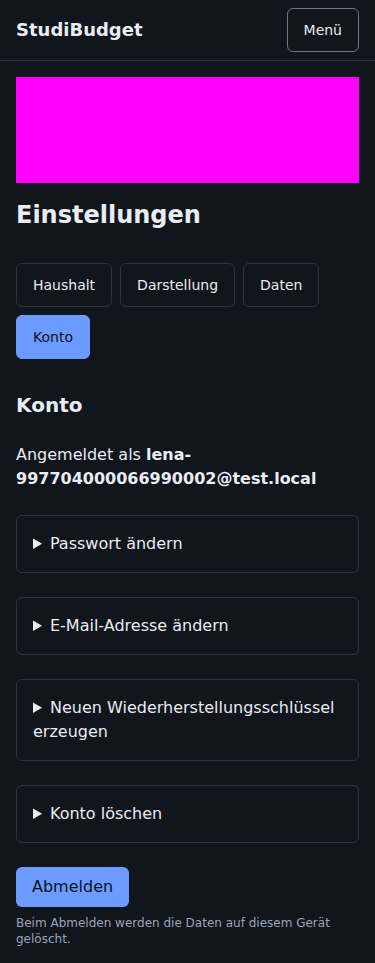 StudiBudget
Menü
Einstellungen
Haushalt
Darstellung
Daten
Konto
Konto
Angemeldet als lena-
997704000066990002@test.local
Passwort ändern
E-Mail-Adresse ändern
Neuen Wiederherstellungsschlüssel
erzeugen
Konto löschen
Abmelden
Beim Abmelden werden die Daten auf diesem Gerät
gelöscht.